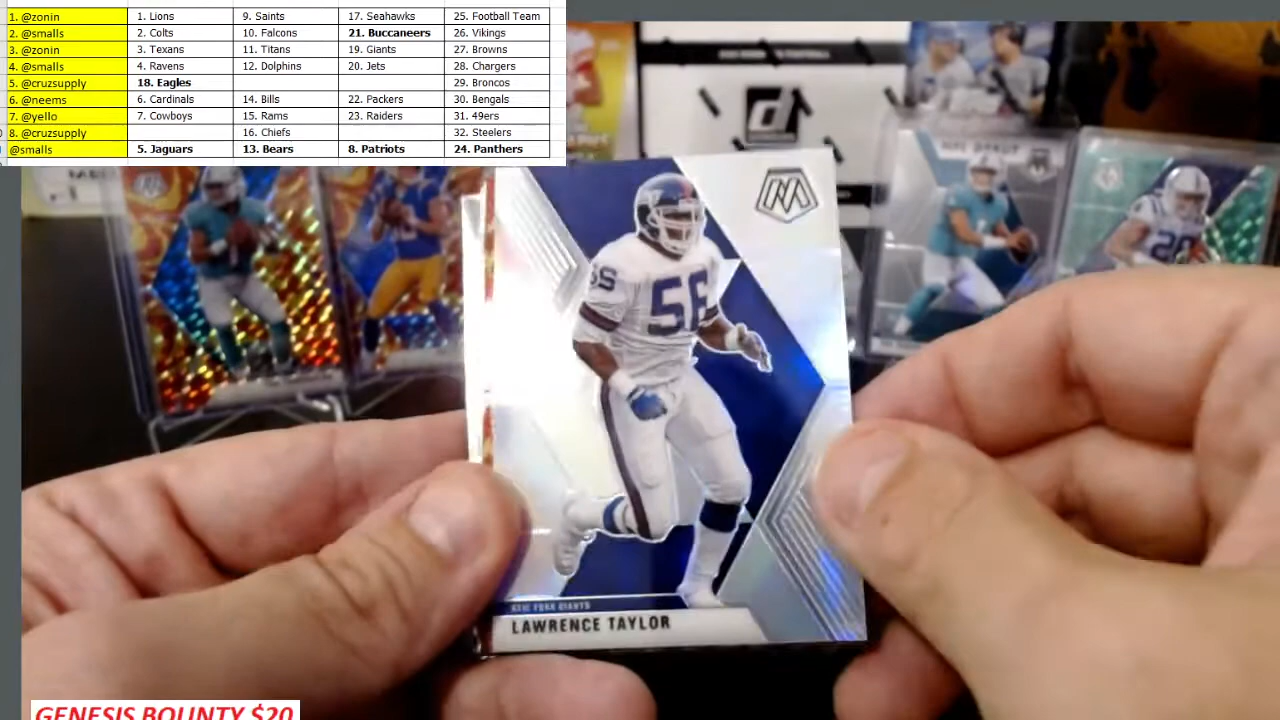 1. @zonin 1. Lions 9. Saints 17. Seahawks 25. Football Team
2. @smalls 2. Colts 10. Falcons 21. Buccaneers 26. Vikings
3. @zonin 3. Texans 11. Titans 19. Giants 27. Browns
4. @smalls 4. Ravens 12. Dolphins 20. Jets 28. Chargers
5. @cruzsupply 18. Eagles 29. Broncos
6. @neems 6. Cardinals 14. Bills 22. Packers 30. Bengals
7. @yello 7. Cowboys 15. Rams 23. Raiders 31. 49ers
8. @cruzsupply 16. Chiefs 32. Steelers
@smalls 5. Jaguars 13. Bears 8. Patriots 24. Panthers
56
NEW YORK GIANTS
LAWRENCE TAYLOR
GENESIS BOUNTY $20